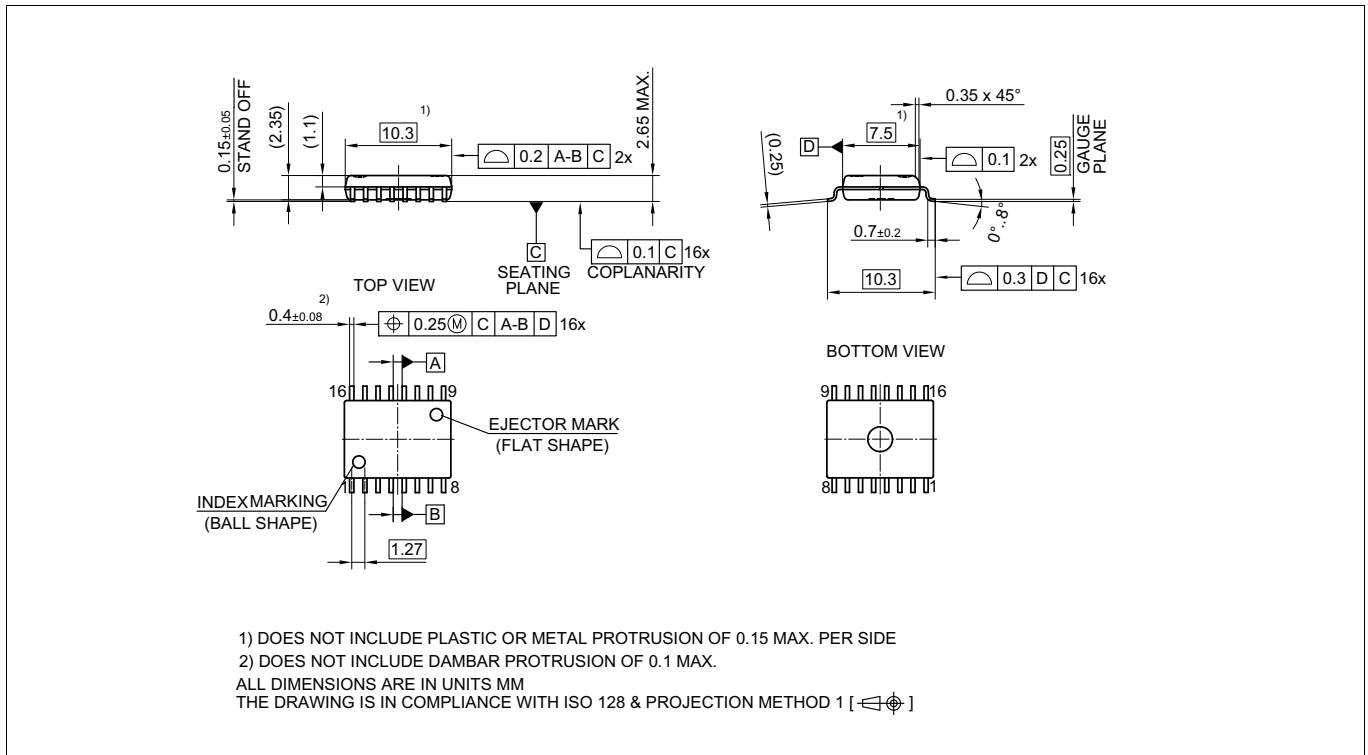 0.15±0.05
STAND OFF
(2.35)
(1.1)
10.3 1)
0.2 A-B C 2x
2.65 MAX.
C
SEATING
PLANE
0.1 C 16x
COPLANARITY
D
7.5 1)
0.35 x 45°
0.1 2x
(0.25)
0.25
GAUGE
PLANE
0°..8°
0.7±0.2
10.3
0.3 D C 16x
TOP VIEW
0.4±0.08 2)
⌖ 0.25Ⓜ C A-B D 16x
A
16 9
EJECTOR MARK
(FLAT SHAPE)
1 8
INDEX MARKING
(BALL SHAPE)
B
1.27
BOTTOM VIEW
9 16
8 1
1) DOES NOT INCLUDE PLASTIC OR METAL PROTRUSION OF 0.15 MAX. PER SIDE
2) DOES NOT INCLUDE DAMBAR PROTRUSION OF 0.1 MAX.
ALL DIMENSIONS ARE IN UNITS MM
THE DRAWING IS IN COMPLIANCE WITH ISO 128 & PROJECTION METHOD 1 [ ]